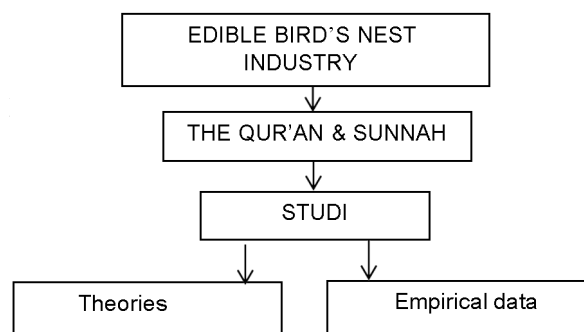 EDIBLE BIRD’S NEST
INDUSTRY
THE QUR’AN & SUNNAH
STUDI
Theories
Empirical data